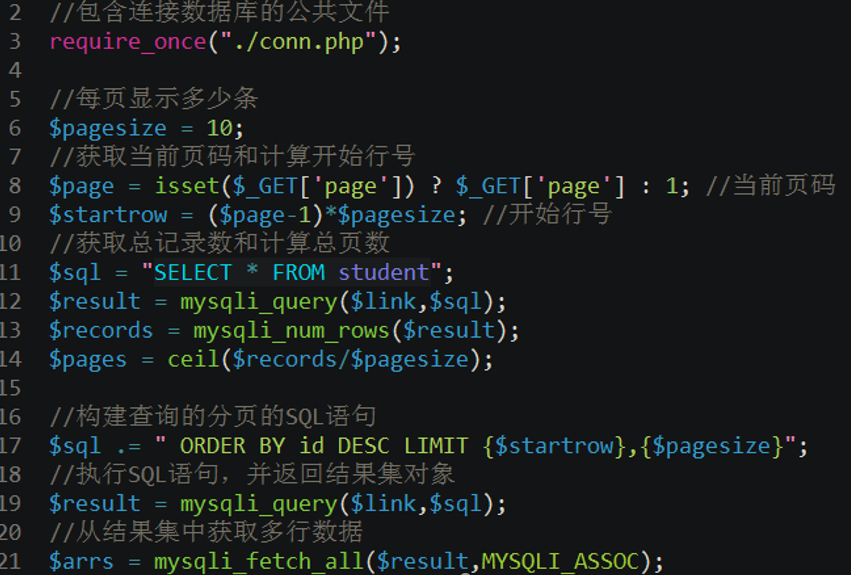 2 //包含连接数据库的公共文件
3 require_once("./conn.php");
4
5 //每页显示多少条
6 $pagesize = 10;
7 //获取当前页码和计算开始行号
8 $page = isset($_GET['page']) ? $_GET['page'] : 1; //当前页码
9 $startrow = ($page-1)*$pagesize; //开始行号
10 //获取总记录数和计算总页数
11 $sql = "SELECT * FROM student";
12 $result = mysqli_query($link,$sql);
13 $records = mysqli_num_rows($result);
14 $pages = ceil($records/$pagesize);
15
16 //构建查询的分页的SQL语句
17 $sql .= " ORDER BY id DESC LIMIT {$startrow},{$pagesize}";
18 //执行SQL语句，并返回结果集对象
19 $result = mysqli_query($link,$sql);
20 //从结果集中获取多行数据
21 $arrs = mysqli_fetch_all($result,MYSQLI_ASSOC);